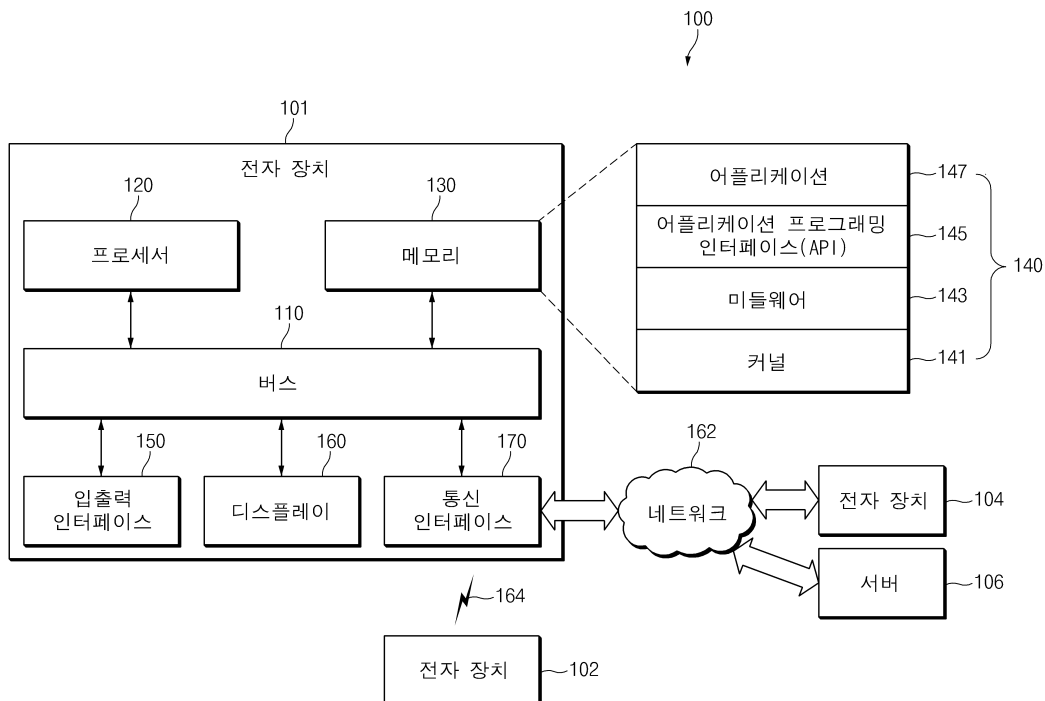 100
101
전자 장치
120
프로세서
130
메모리
110
버스
150
입출력
인터페이스
160
디스플레이
170
통신
인터페이스
어플리케이션
147
어플리케이션 프로그래밍
인터페이스(API)
145
미들웨어
143
커널
141
140
162
네트워크
전자 장치
104
서버
106
164
전자 장치
102